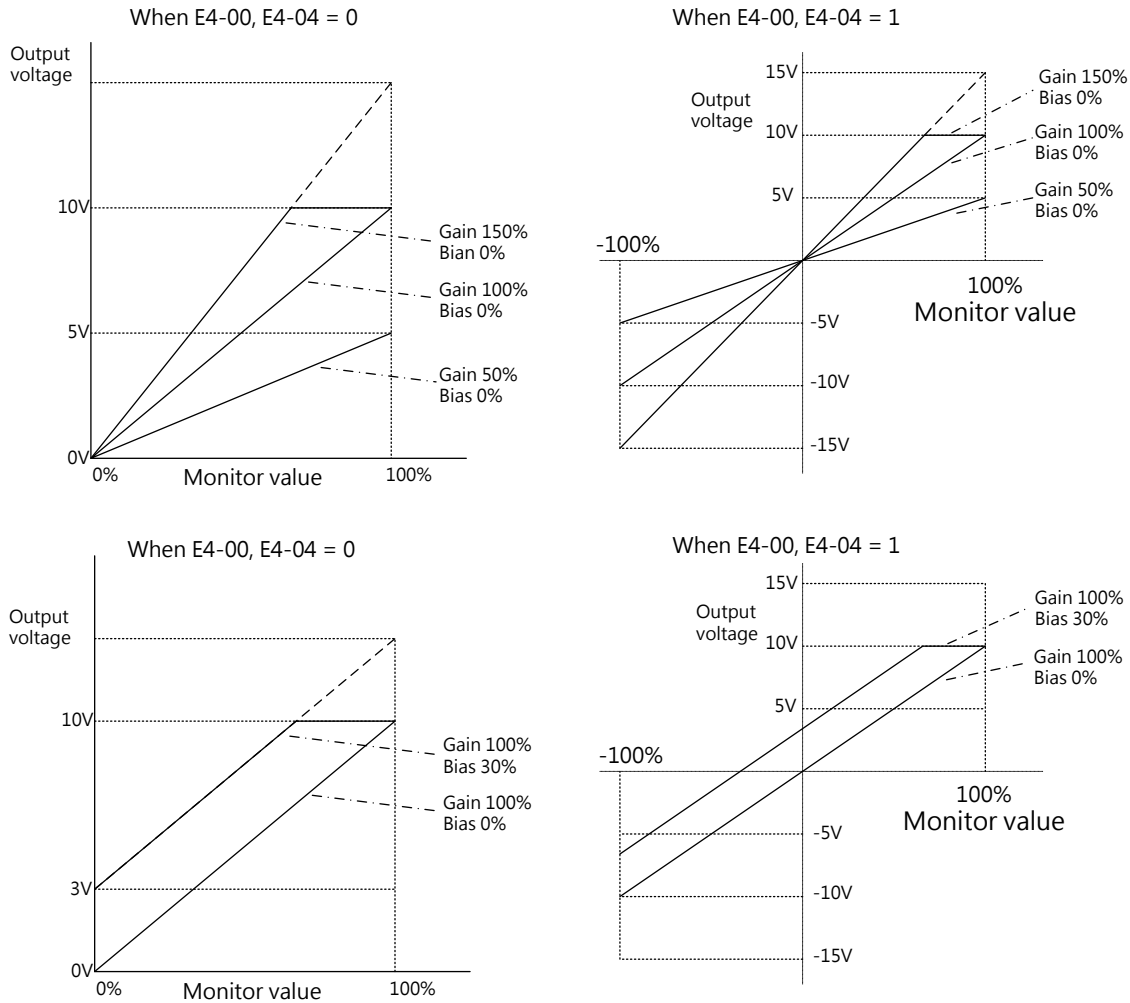 When E4-00, E4-04 = 0
Output
voltage
10V
5V
0V
0%
100%
Monitor value
Gain 150%
Bian 0%
Gain 100%
Bias 0%
Gain 50%
Bias 0%
When E4-00, E4-04 = 1
15V
Output
voltage
10V
5V
-100%
100%
Monitor value
-5V
-10V
-15V
Gain 150%
Bias 0%
Gain 100%
Bias 0%
Gain 50%
Bias 0%
When E4-00, E4-04 = 0
Output
voltage
10V
3V
0V
0%
100%
Monitor value
Gain 100%
Bias 30%
Gain 100%
Bias 0%
When E4-00, E4-04 = 1
15V
Output
voltage
10V
5V
-100%
100%
Monitor value
-5V
-10V
-15V
Gain 100%
Bias 30%
Gain 100%
Bias 0%